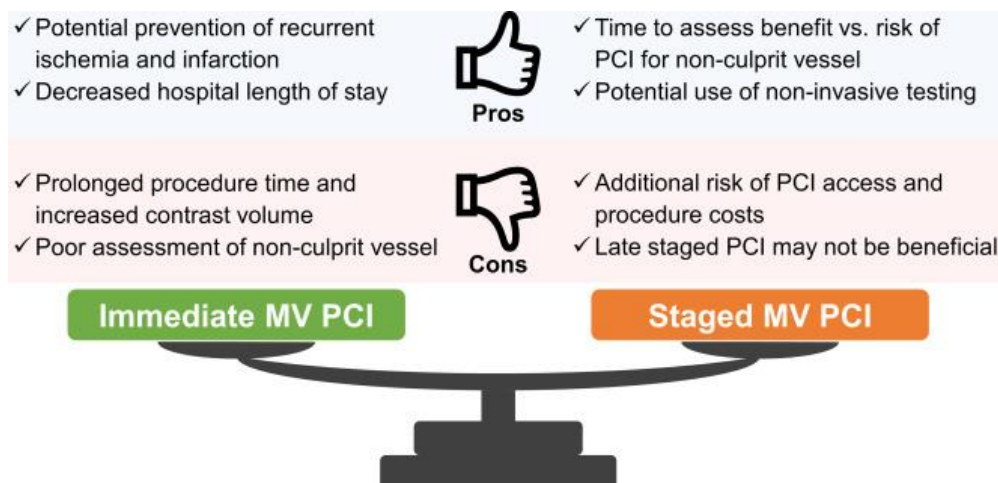 ✓ Potential prevention of recurrent
ischemia and infarction
✓ Decreased hospital length of stay
Pros
✓ Time to assess benefit vs. risk of
PCI for non-culprit vessel
✓ Potential use of non-invasive testing
✓ Prolonged procedure time and
increased contrast volume
✓ Poor assessment of non-culprit vessel
Cons
✓ Additional risk of PCI access and
procedure costs
✓ Late staged PCI may not be beneficial
Immediate MV PCI
Staged MV PCI